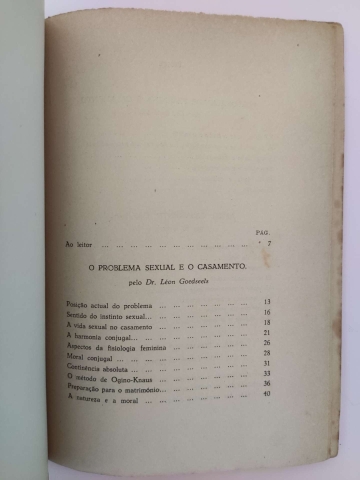 PÁG.
Ao leitor ... ... ... ... ... ... ... ... ... ... ... 7
O PROBLEMA SEXUAL E O CASAMENTO
pelo Dr. Léon Goedseels
Posição actual do problema ... ... ... ... ... ... 13
Sentido do instinto sexual... ... ... ... ... ... ... 16
A vida sexual no casamento ... ... ... ... ... ... 18
A harmonia conjugal... ... ... ... ... ... ... ... 21
Aspectos da fisiologia feminina ... ... ... ... ... 26
Moral conjugal ... ... ... ... ... ... ... ... ... 28
Continência absoluta ... ... ... ... ... ... ... ... 31
O método de Ogino-Knaus ... ... ... ... ... ... 33
Preparação para o matrimónio... ... ... ... ... ... 36
A natureza e a moral ... ... ... ... ... ... ... ... 40